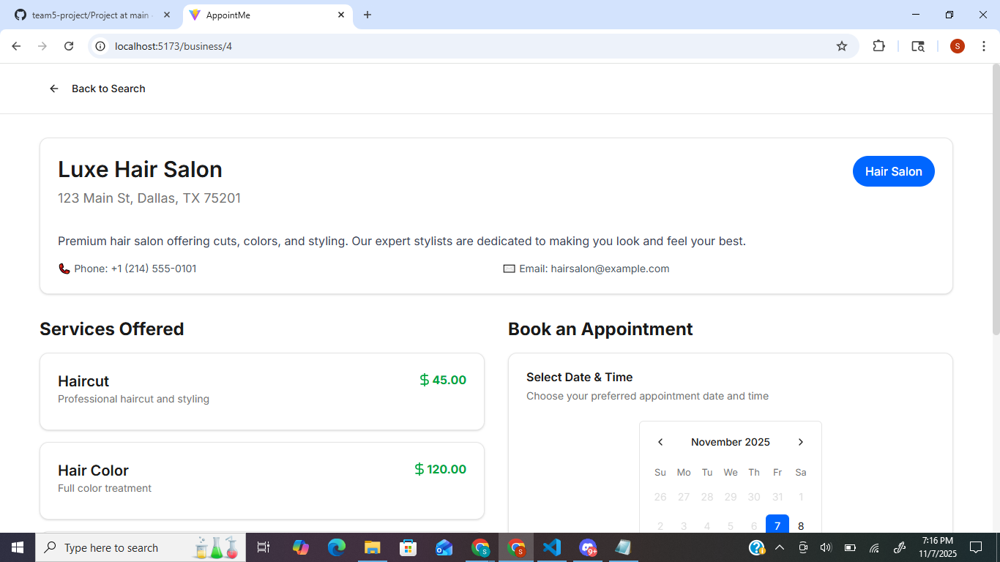 team5-project/Project at main
AppointMe
localhost:5173/business/4
S
Back to Search
Luxe Hair Salon
Hair Salon
123 Main St, Dallas, TX 75201
Premium hair salon offering cuts, colors, and styling. Our expert stylists are dedicated to making you look and feel your best.
Phone: +1 (214) 555-0101
Email: hairsalon@example.com
Services Offered
Book an Appointment
Haircut
$45.00
Professional haircut and styling
Hair Color
$120.00
Full color treatment
Select Date & Time
Choose your preferred appointment date and time
November 2025
Su Mo Tu We Th Fr Sa
26 27 28 29 30 31 1
2 3 4 5 6 7 8
Type here to search
S
S
9+
7:16 PM
11/7/2025